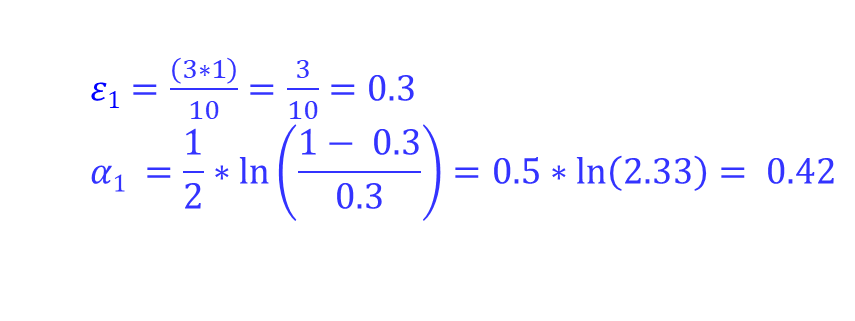 ε₁ = (3∗1)/10 = 3/10 = 0.3
α₁ = 1/2 ∗ ln((1 − 0.3)/0.3) = 0.5 ∗ ln(2.33) = 0.42